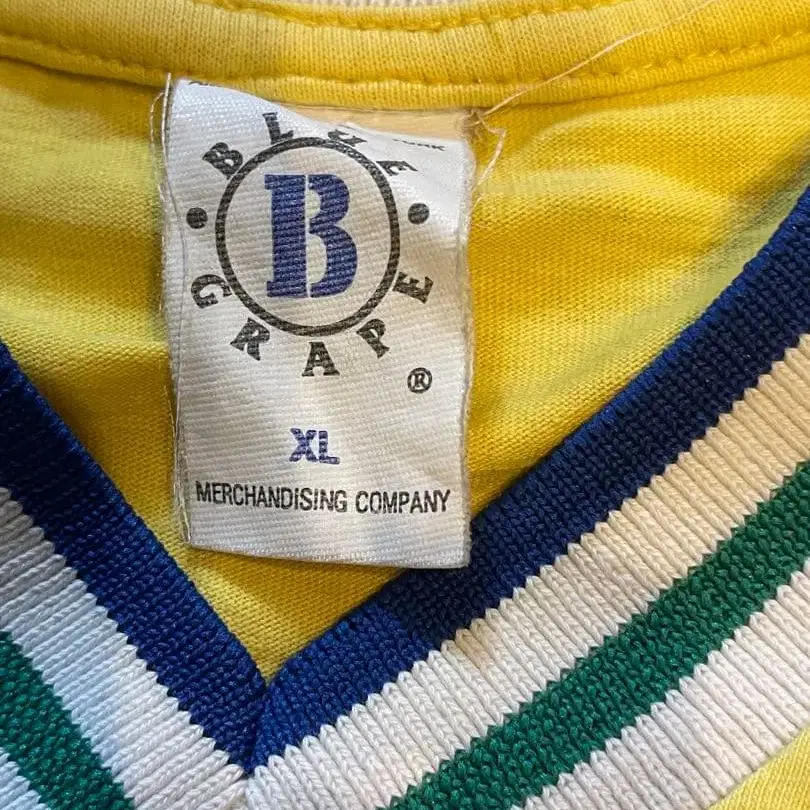 BLUE
B
GRAPE
®
XL
MERCHANDISING COMPANY